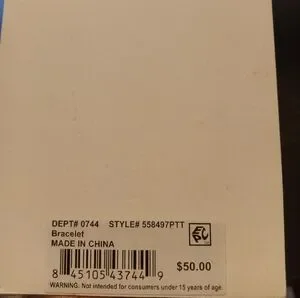 DEPT# 0744 STYLE# 558497PTT
Bracelet
MADE IN CHINA
8 45105 43744 9
$50.00
WARNING: Not intended for consumers under 15 years of age.